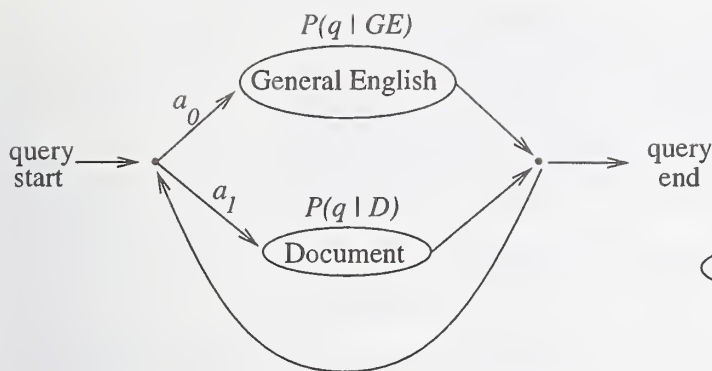 P(q | GE)
General English
a₀
query
start
query
end
a₁
P(q | D)
Document